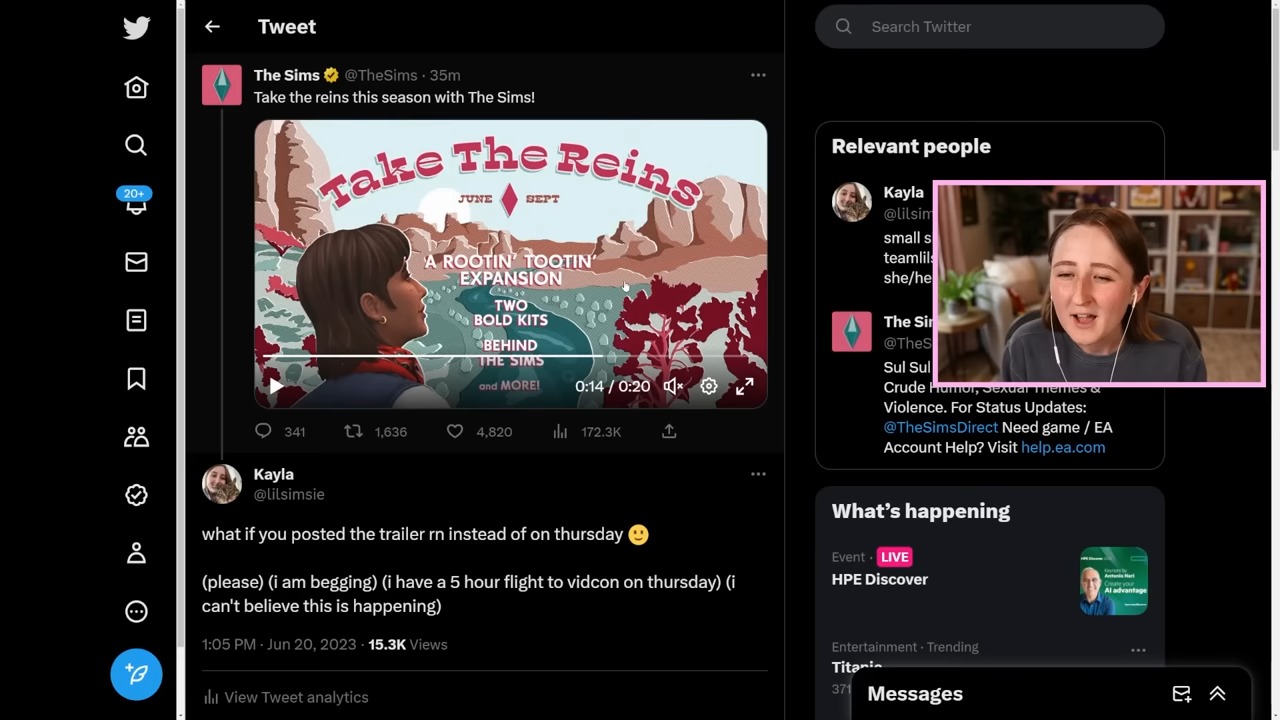 Tweet
Search Twitter
The Sims @TheSims · 35m
Take the reins this season with The Sims!
Take The Reins
JUNE SEPT
A ROOTIN' TOOTIN'
EXPANSION
TWO
BOLD KITS
BEHIND
THE SIMS
and MORE!
0:14 / 0:20
341 1,636 4,820 172.3K
Kayla
@lilsimsie
what if you posted the trailer rn instead of on thursday 🙂
(please) (i am begging) (i have a 5 hour flight to vidcon on thursday) (i
can't believe this is happening)
1:05 PM · Jun 20, 2023 · 15.3K Views
View Tweet analytics
20+
Relevant people
Kayla
@lilsim
small s
teamlils
she/he
The Sir
@TheS
Sul Sul
Crude Humor, Sexual Themes &
Violence. For Status Updates:
@TheSimsDirect Need game / EA
Account Help? Visit help.ea.com
What's happening
Event · LIVE
HPE Discover
HPE Discover
AI advantage
Entertainment · Trending
Titanic
371
Messages